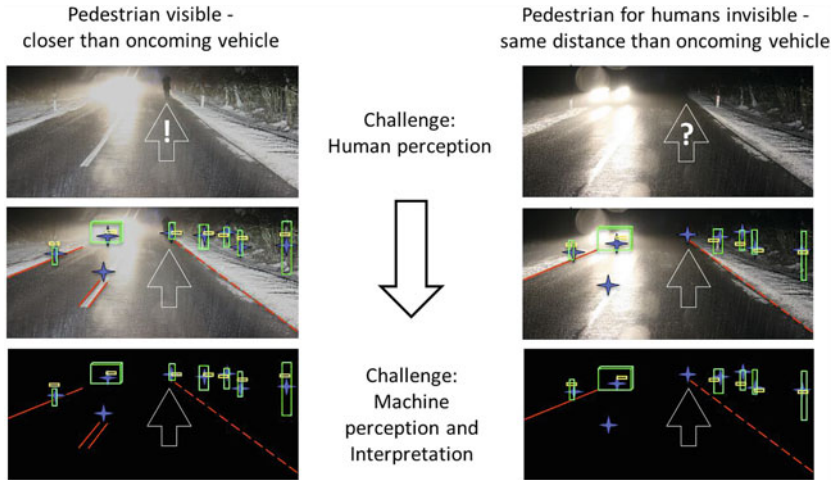 Pedestrian visible -
closer than oncoming vehicle
Pedestrian for humans invisible -
same distance than oncoming vehicle
!
Challenge:
Human perception
?
Challenge:
Machine
perception and
Interpretation